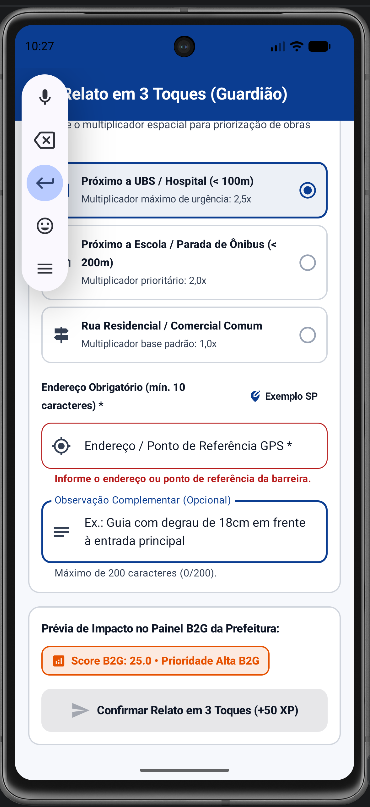 10:27
Relato em 3 Toques (Guardião)
e o multiplicador espacial para priorização de obras
Próximo a UBS / Hospital (< 100m)
Multiplicador máximo de urgência: 2,5x
Próximo a Escola / Parada de Ônibus (<
200m)
Multiplicador prioritário: 2,0x
Rua Residencial / Comercial Comum
Multiplicador base padrão: 1,0x
Endereço Obrigatório (mín. 10
caracteres) *
Exemplo SP
Endereço / Ponto de Referência GPS *
Informe o endereço ou ponto de referência da barreira.
Observação Complementar (Opcional)
Ex.: Guia com degrau de 18cm em frente
à entrada principal
Máximo de 200 caracteres (0/200).
Prévia de Impacto no Painel B2G da Prefeitura:
Score B2G: 25.0 • Prioridade Alta B2G
Confirmar Relato em 3 Toques (+50 XP)